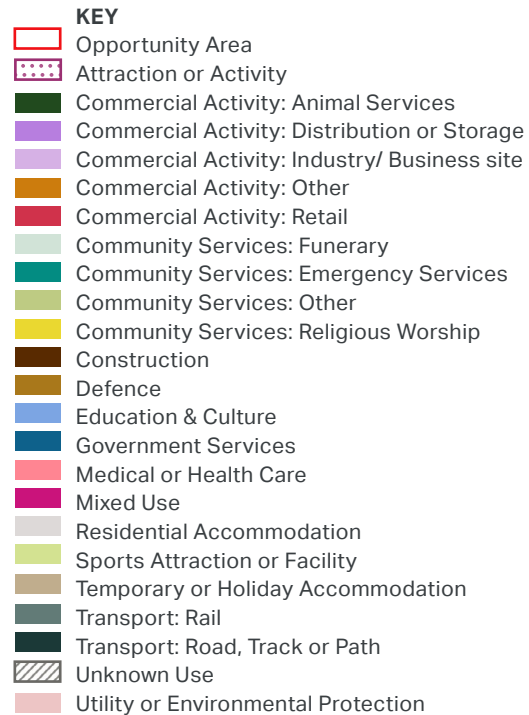 KEY
Opportunity Area
Attraction or Activity
Commercial Activity: Animal Services
Commercial Activity: Distribution or Storage
Commercial Activity: Industry/ Business site
Commercial Activity: Other
Commercial Activity: Retail
Community Services: Funerary
Community Services: Emergency Services
Community Services: Other
Community Services: Religious Worship
Construction
Defence
Education & Culture
Government Services
Medical or Health Care
Mixed Use
Residential Accommodation
Sports Attraction or Facility
Temporary or Holiday Accommodation
Transport: Rail
Transport: Road, Track or Path
Unknown Use
Utility or Environmental Protection